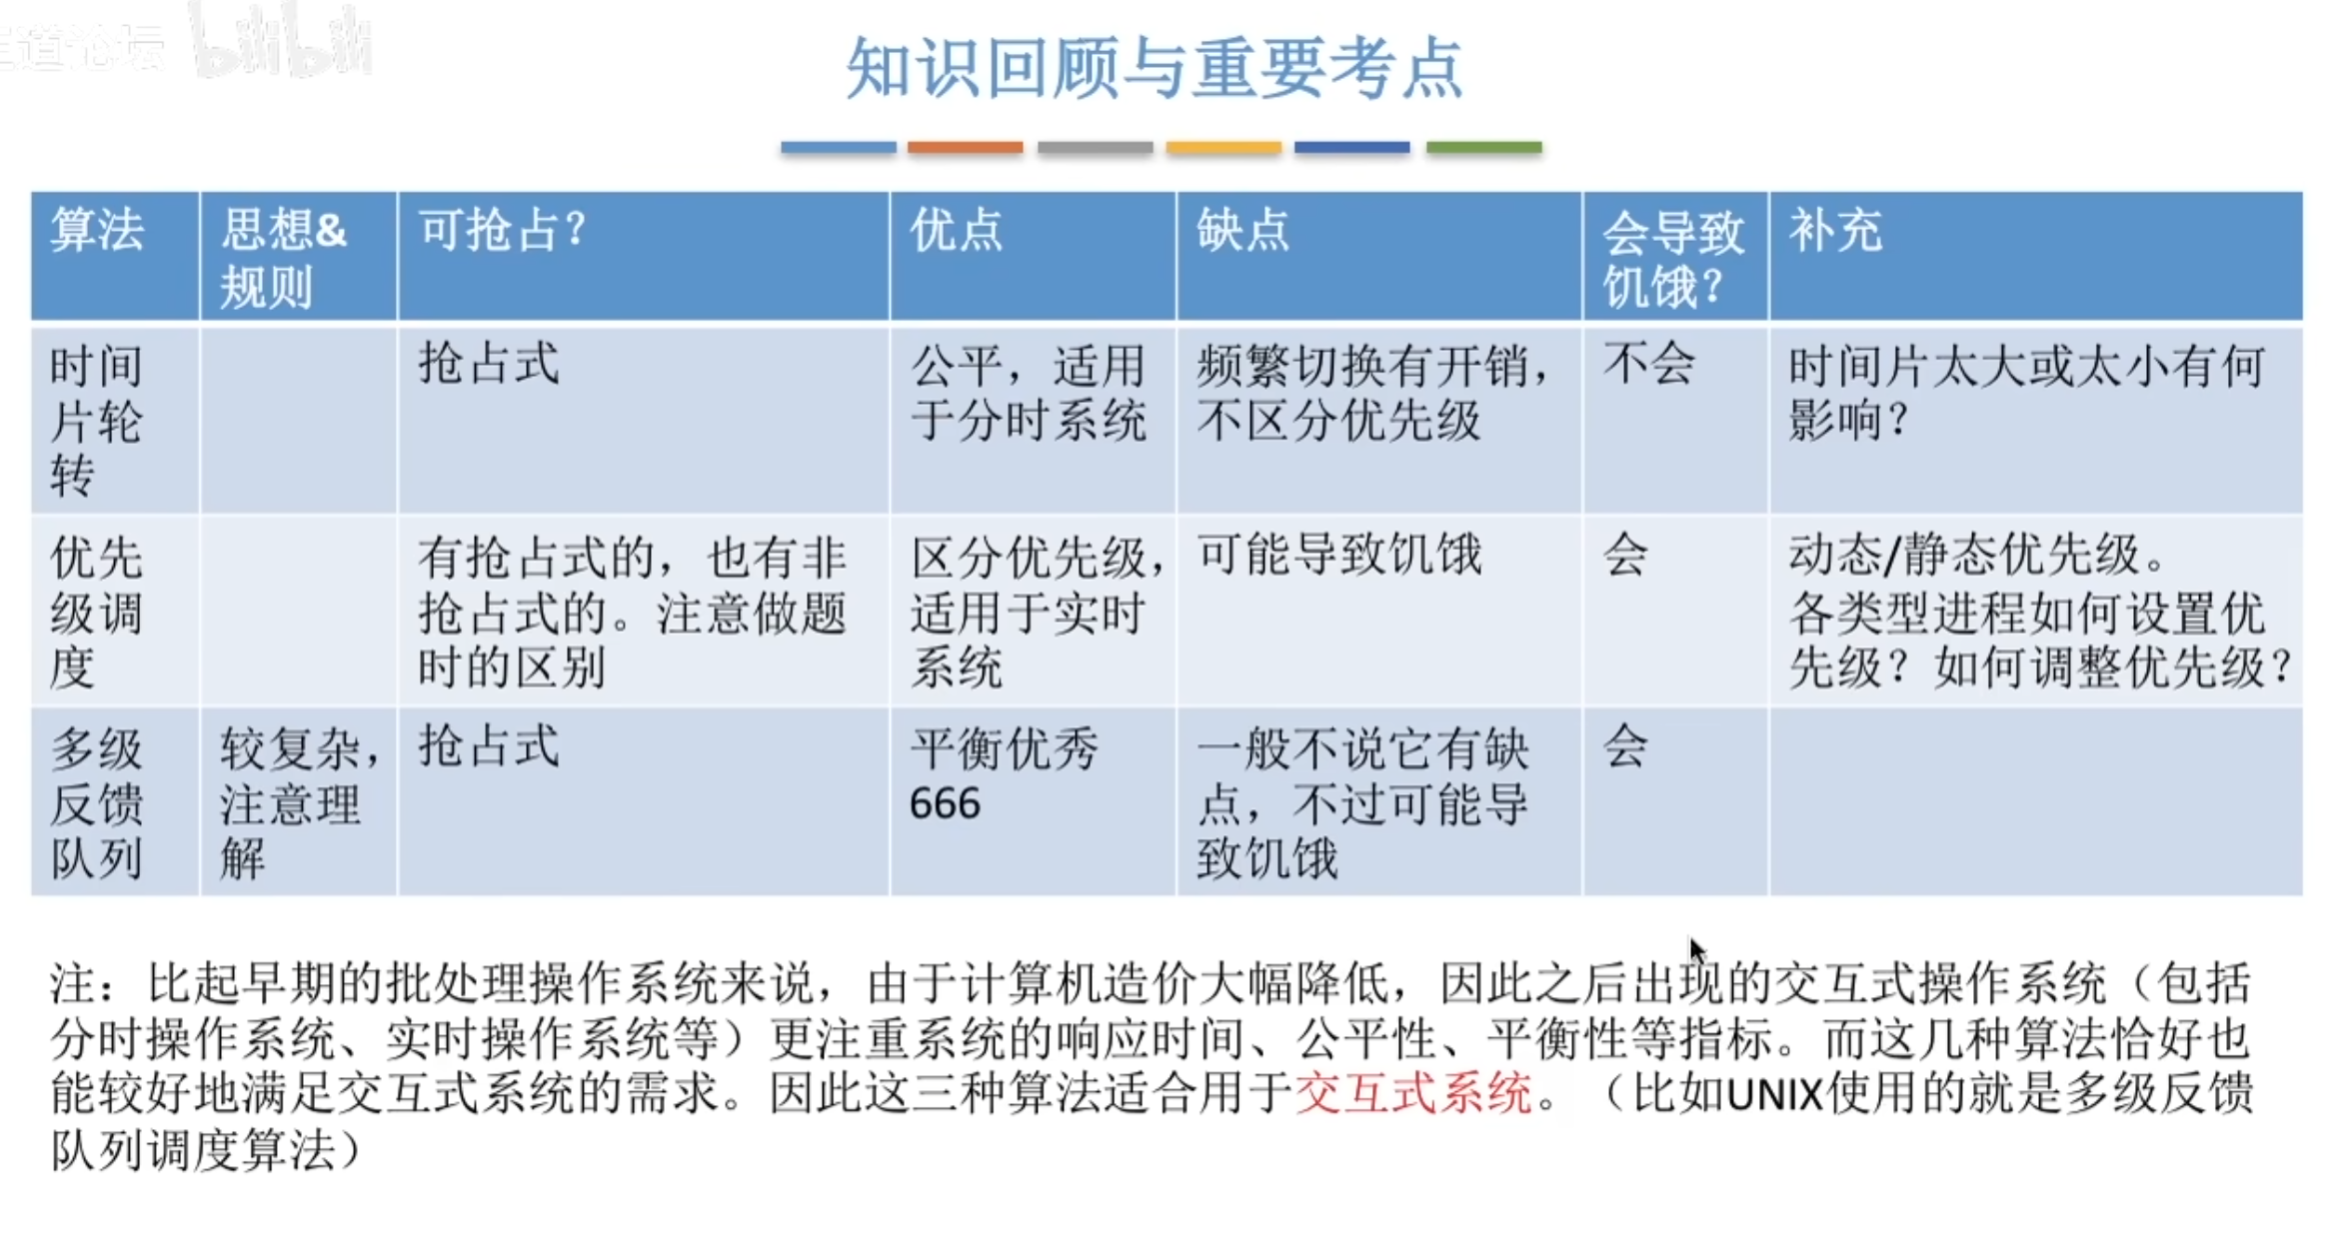 道论坛 bilibili
知识回顾与重要考点
算法
思想&
规则
可抢占？
优点
缺点
会导致
饥饿？
补充
时间
片轮
转
抢占式
公平，适用
于分时系统
频繁切换有开销，
不区分优先级
不会
时间片太大或太小有何
影响？
优先
级调
度
有抢占式的，也有非
抢占式的。注意做题
时的区别
区分优先级，
适用于实时
系统
可能导致饥饿
会
动态/静态优先级。
各类型进程如何设置优
先级？如何调整优先级？
多级
反馈
队列
较复杂，
注意理
解
抢占式
平衡优秀
666
一般不说它有缺
点，不过可能导
致饥饿
会
注：比起早期的批处理操作系统来说，由于计算机造价大幅降低，因此之后出现的交互式操作系统（包括
分时操作系统、实时操作系统等）更注重系统的响应时间、公平性、平衡性等指标。而这几种算法恰好也
能较好地满足交互式系统的需求。因此这三种算法适合用于交互式系统。（比如UNIX使用的就是多级反馈
队列调度算法）